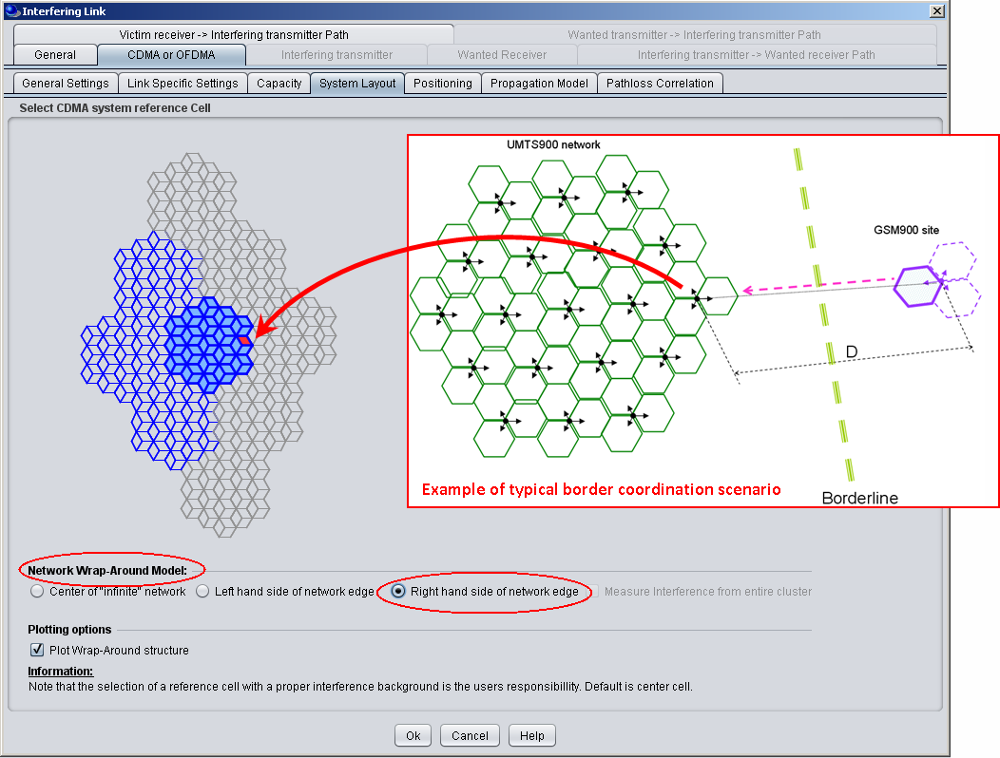 Interfering Link
Victim receiver -> Interfering transmitter Path
Wanted transmitter -> Interfering transmitter Path
General
CDMA or OFDMA
Interfering transmitter
Wanted Receiver
Interfering transmitter -> Wanted receiver Path
General Settings
Link Specific Settings
Capacity
System Layout
Positioning
Propagation Model
Pathloss Correlation
Select CDMA system reference Cell
UMTS900 network
GSM900 site
D
Example of typical border coordination scenario
Borderline
Network Wrap-Around Model:
Center of "infinite" network
Left hand side of network edge
Right hand side of network edge
Measure Interference from entire cluster
Plotting options
Plot Wrap-Around structure
Information:
Note that the selection of a reference cell with a proper interference background is the users responsibillity. Default is center cell.
Ok
Cancel
Help